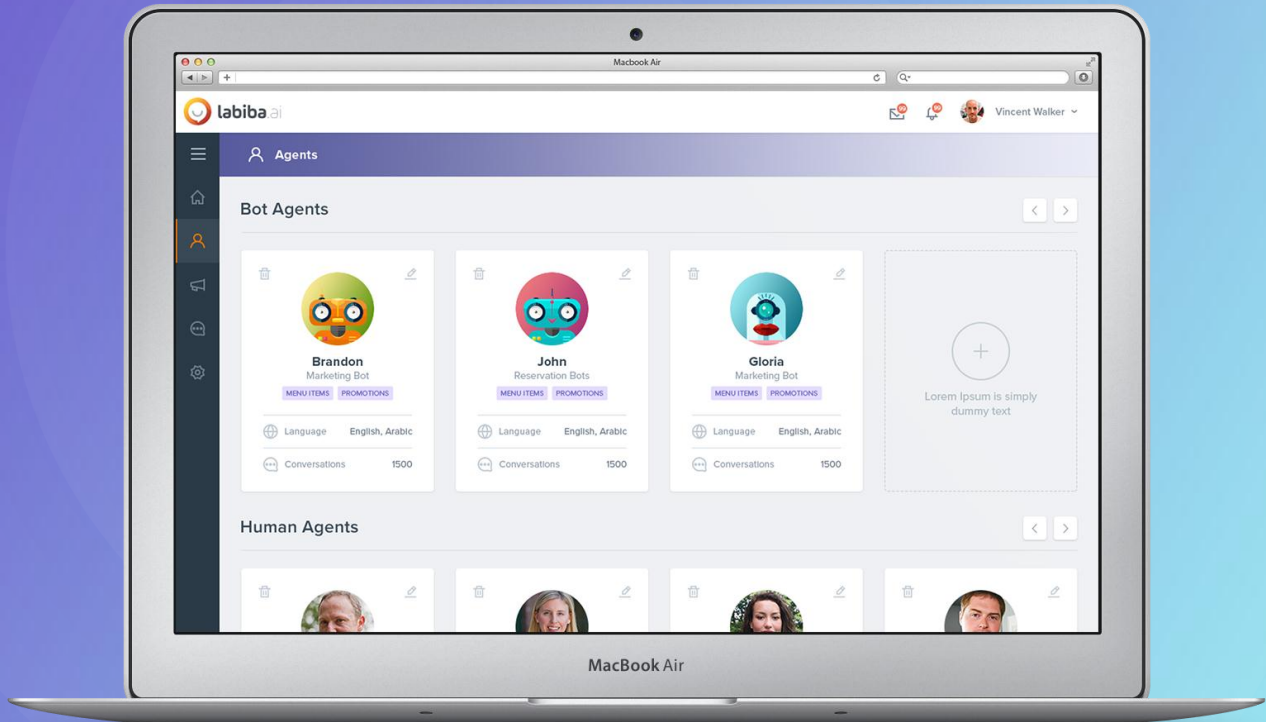 Macbook Air
labiba.ai
99
99
Vincent Walker
Agents
Bot Agents
Brandon
Marketing Bot
MENU ITEMS PROMOTIONS
Language English, Arabic
Conversations 1500
John
Reservation Bots
MENU ITEMS PROMOTIONS
Language English, Arabic
Conversations 1500
Gloria
Marketing Bot
MENU ITEMS PROMOTIONS
Language English, Arabic
Conversations 1500
Lorem Ipsum is simply
dummy text
Human Agents
MacBook Air